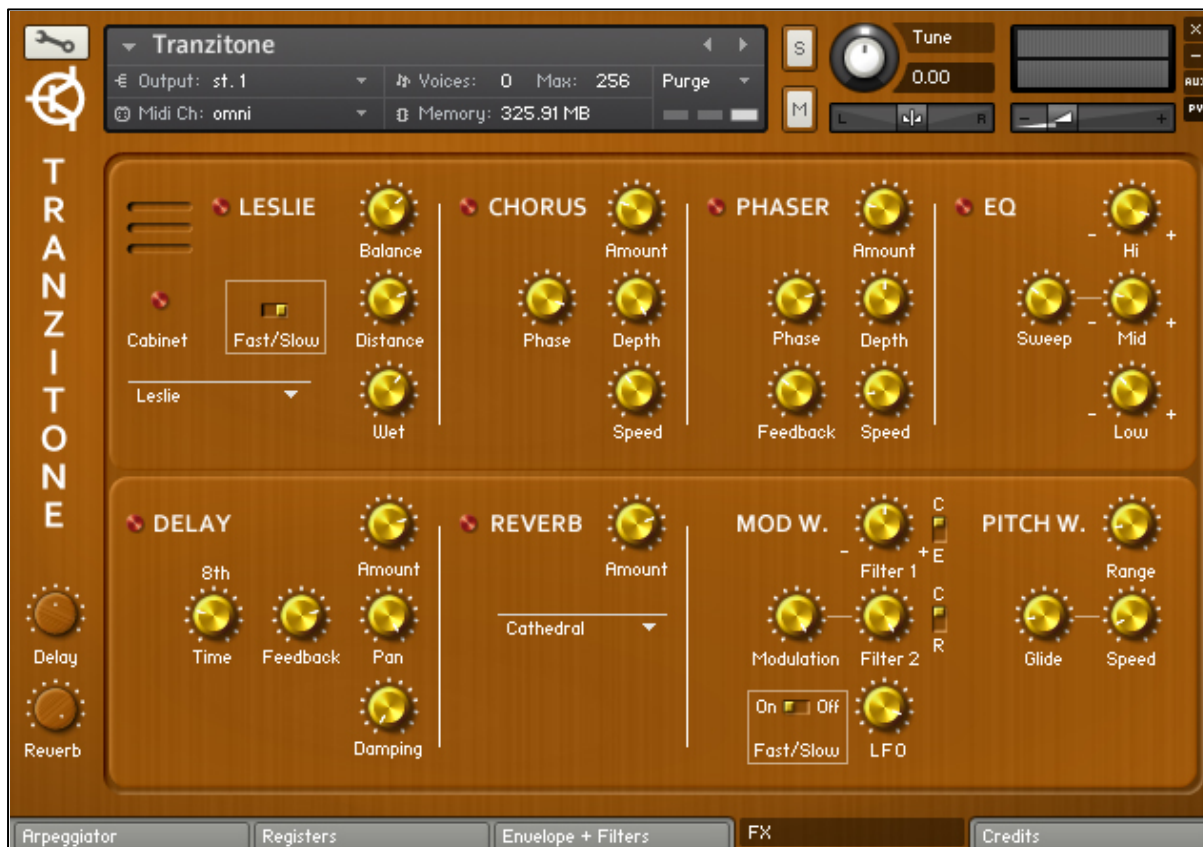 Tranzitone
Output: st. 1
Voices: 0 Max: 256
Purge
Midi Ch: omni
Memory: 325.91 MB
S
M
Tune
0.00
L R
- +
x
-
AUX
PV
TRANZITONE
LESLIE
Balance
Cabinet
Fast/Slow
Distance
Leslie
Wet
CHORUS
Amount
Phase
Depth
Speed
PHASER
Amount
Phase
Depth
Feedback
Speed
EQ
- +
Hi
Sweep
- +
Mid
- +
Low
DELAY
Amount
8th
Time
Feedback
Pan
Damping
REVERB
Amount
Cathedral
MOD W.
- +
Filter 1
C
E
Modulation
Filter 2
C
R
On Off
Fast/Slow
LFO
PITCH W.
Range
Glide
Speed
Delay
Reverb
Arpeggiator
Registers
Envelope + Filters
FX
Credits